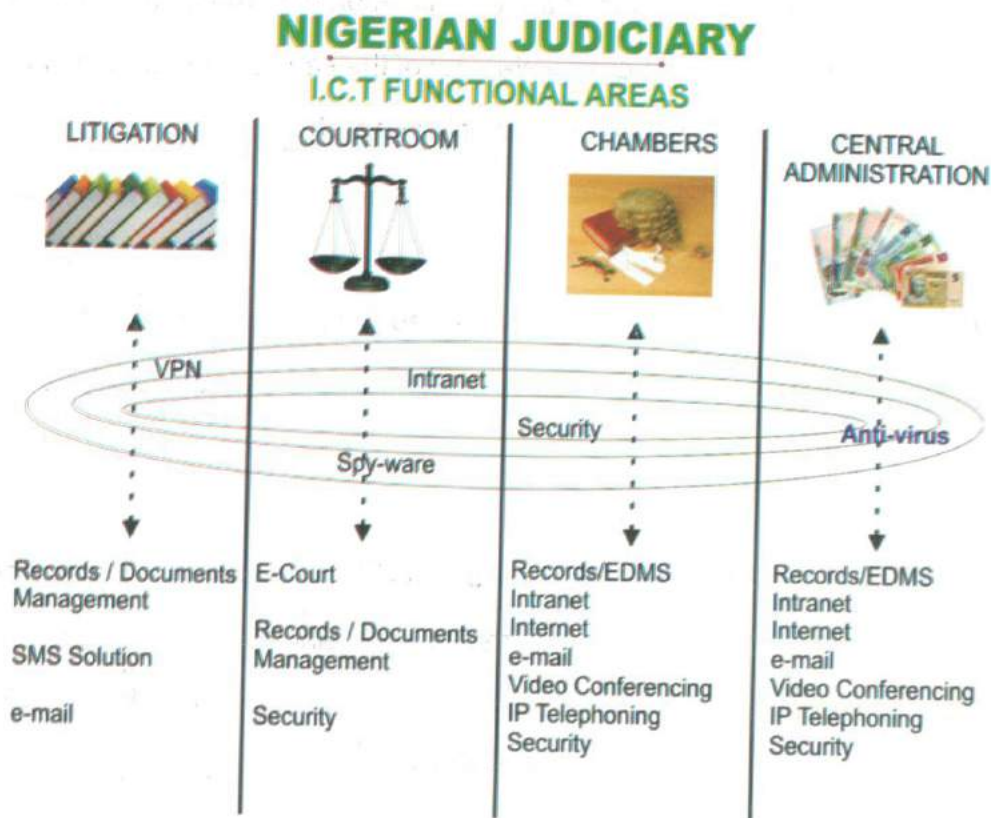 NIGERIAN JUDICIARY
I.C.T FUNCTIONAL AREAS
LITIGATION
COURTROOM
CHAMBERS
CENTRAL
ADMINISTRATION
5
VPN
Intranet
Security
Anti-virus
Spy-ware
Records / Documents
Management
SMS Solution
e-mail
E-Court
Records / Documents
Management
Security
Records/EDMS
Intranet
Internet
e-mail
Video Conferencing
IP Telephoning
Security
Records/EDMS
Intranet
Internet
e-mail
Video Conferencing
IP Telephoning
Security